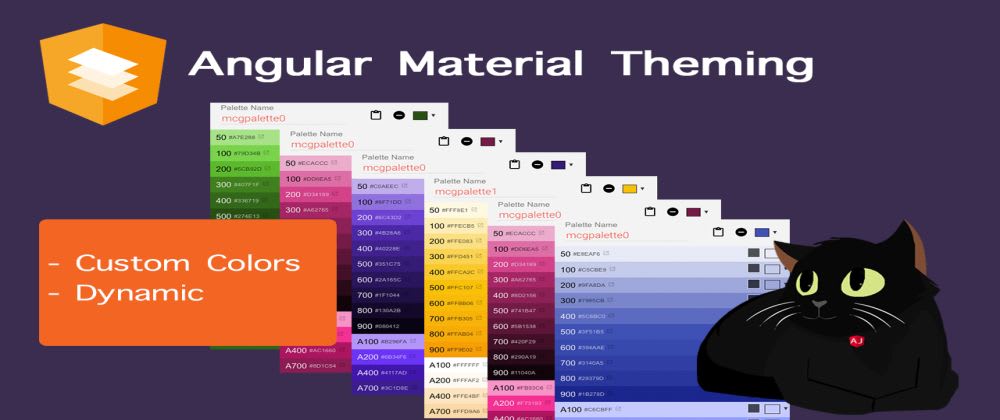 Angular Material Theming
Palette Name
mcgpalette0
50 #A7E288
100 #79D34B
200 #5CB92D
300 #407F1F
400 #336719
500 #274E13
Palette Name
mcgpalette0
50 #ECACCC
100 #DD6EA5
200 #D34189
300 #A62765
A400 #AC1660
A700 #8D1C54
Palette Name
mcgpalette0
50 #C0AEEC
100 #8F71DD
200 #6C43D2
300 #4B28A6
400 #40228E
500 #351C75
600 #2A165C
700 #1F1044
800 #130A2B
900 #080412
A100 #B296FA
A200 #6B34F6
A400 #4117AD
A700 #3C1D8E
Palette Name
mcgpalette1
50 #FFF8E1
100 #FFECB5
200 #FFE083
300 #FFD451
400 #FFCA2C
500 #FFC107
600 #FFBB06
700 #FFB305
800 #FFAB04
900 #FF9E02
A100 #FFFFFF
A200 #FFFAF2
A400 #FFE4BF
A700 #FFD9A6
Palette Name
mcgpalette0
50 #ECACCC
100 #DD6EA5
200 #D34189
300 #A62765
400 #8D2156
500 #741B47
600 #5B1538
700 #420F29
800 #290A19
900 #11040A
A100 #FB93C6
A200 #F73193
A400 #AC1660
Palette Name
mcgpalette0
50 #E8EAF6
100 #C5CBE9
200 #9FA8DA
300 #7985CB
400 #5C6BC0
500 #3F51B5
600 #394AAE
700 #3140A5
800 #29379D
900 #1B278D
A100 #C6CBFF
- Custom Colors
- Dynamic
AJ